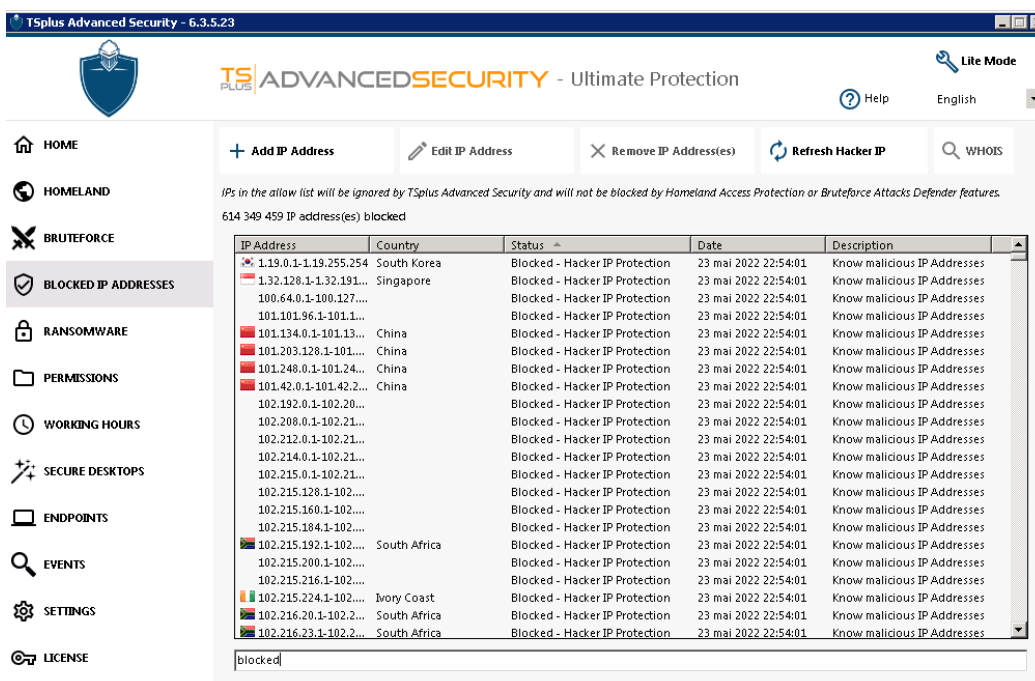 TSplus Advanced Security - 6.3.5.23
TS PLUS ADVANCEDSECURITY - Ultimate Protection
Lite Mode
Help
English
HOME
HOMELAND
BRUTEFORCE
BLOCKED IP ADDRESSES
RANSOMWARE
PERMISSIONS
WORKING HOURS
SECURE DESKTOPS
ENDPOINTS
EVENTS
SETTINGS
LICENSE
Add IP Address Edit IP Address Remove IP Address(es) Refresh Hacker IP WHOIS
IPs in the allow list will be ignored by TSplus Advanced Security and will not be blocked by Homeland Access Protection or Bruteforce Attacks Defender features.
614 349 459 IP address(es) blocked
IP Address Country Status Date Description
1.19.0.1-1.19.255.254 South Korea Blocked - Hacker IP Protection 23 mai 2022 22:54:01 Know malicious IP Addresses
1.32.128.1-1.32.191... Singapore Blocked - Hacker IP Protection 23 mai 2022 22:54:01 Know malicious IP Addresses
100.64.0.1-100.127.... Blocked - Hacker IP Protection 23 mai 2022 22:54:01 Know malicious IP Addresses
101.101.96.1-101.1... Blocked - Hacker IP Protection 23 mai 2022 22:54:01 Know malicious IP Addresses
101.134.0.1-101.13... China Blocked - Hacker IP Protection 23 mai 2022 22:54:01 Know malicious IP Addresses
101.203.128.1-101.... China Blocked - Hacker IP Protection 23 mai 2022 22:54:01 Know malicious IP Addresses
101.248.0.1-101.24... China Blocked - Hacker IP Protection 23 mai 2022 22:54:01 Know malicious IP Addresses
101.42.0.1-101.42.2... China Blocked - Hacker IP Protection 23 mai 2022 22:54:01 Know malicious IP Addresses
102.192.0.1-102.20... Blocked - Hacker IP Protection 23 mai 2022 22:54:01 Know malicious IP Addresses
102.208.0.1-102.21... Blocked - Hacker IP Protection 23 mai 2022 22:54:01 Know malicious IP Addresses
102.212.0.1-102.21... Blocked - Hacker IP Protection 23 mai 2022 22:54:01 Know malicious IP Addresses
102.214.0.1-102.21... Blocked - Hacker IP Protection 23 mai 2022 22:54:01 Know malicious IP Addresses
102.215.0.1-102.21... Blocked - Hacker IP Protection 23 mai 2022 22:54:01 Know malicious IP Addresses
102.215.128.1-102.... Blocked - Hacker IP Protection 23 mai 2022 22:54:01 Know malicious IP Addresses
102.215.160.1-102.... Blocked - Hacker IP Protection 23 mai 2022 22:54:01 Know malicious IP Addresses
102.215.184.1-102.... Blocked - Hacker IP Protection 23 mai 2022 22:54:01 Know malicious IP Addresses
102.215.192.1-102.... South Africa Blocked - Hacker IP Protection 23 mai 2022 22:54:01 Know malicious IP Addresses
102.215.200.1-102.... Blocked - Hacker IP Protection 23 mai 2022 22:54:01 Know malicious IP Addresses
102.215.216.1-102.... Blocked - Hacker IP Protection 23 mai 2022 22:54:01 Know malicious IP Addresses
102.215.224.1-102.... Ivory Coast Blocked - Hacker IP Protection 23 mai 2022 22:54:01 Know malicious IP Addresses
102.216.20.1-102.2... South Africa Blocked - Hacker IP Protection 23 mai 2022 22:54:01 Know malicious IP Addresses
102.216.23.1-102.2... South Africa Blocked - Hacker IP Protection 23 mai 2022 22:54:01 Know malicious IP Addresses
blocked